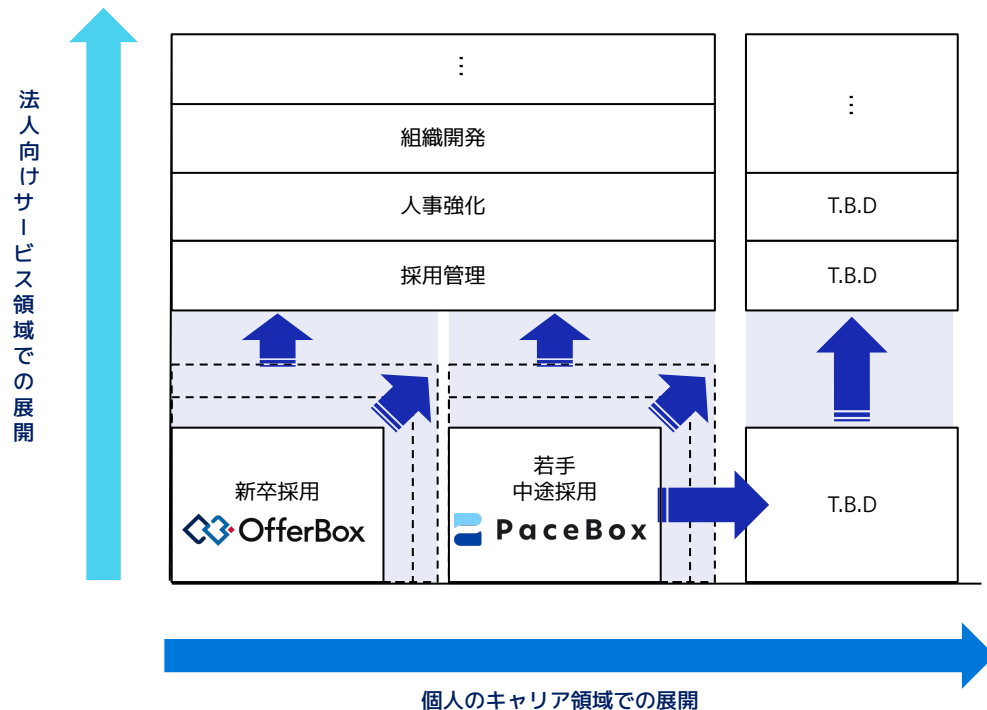 法人向けサービス領域での展開
⋮
⋮
組織開発
人事強化
T.B.D
採用管理
T.B.D
新卒採用
OfferBox
若手
中途採用
PaceBox
T.B.D
個人のキャリア領域での展開